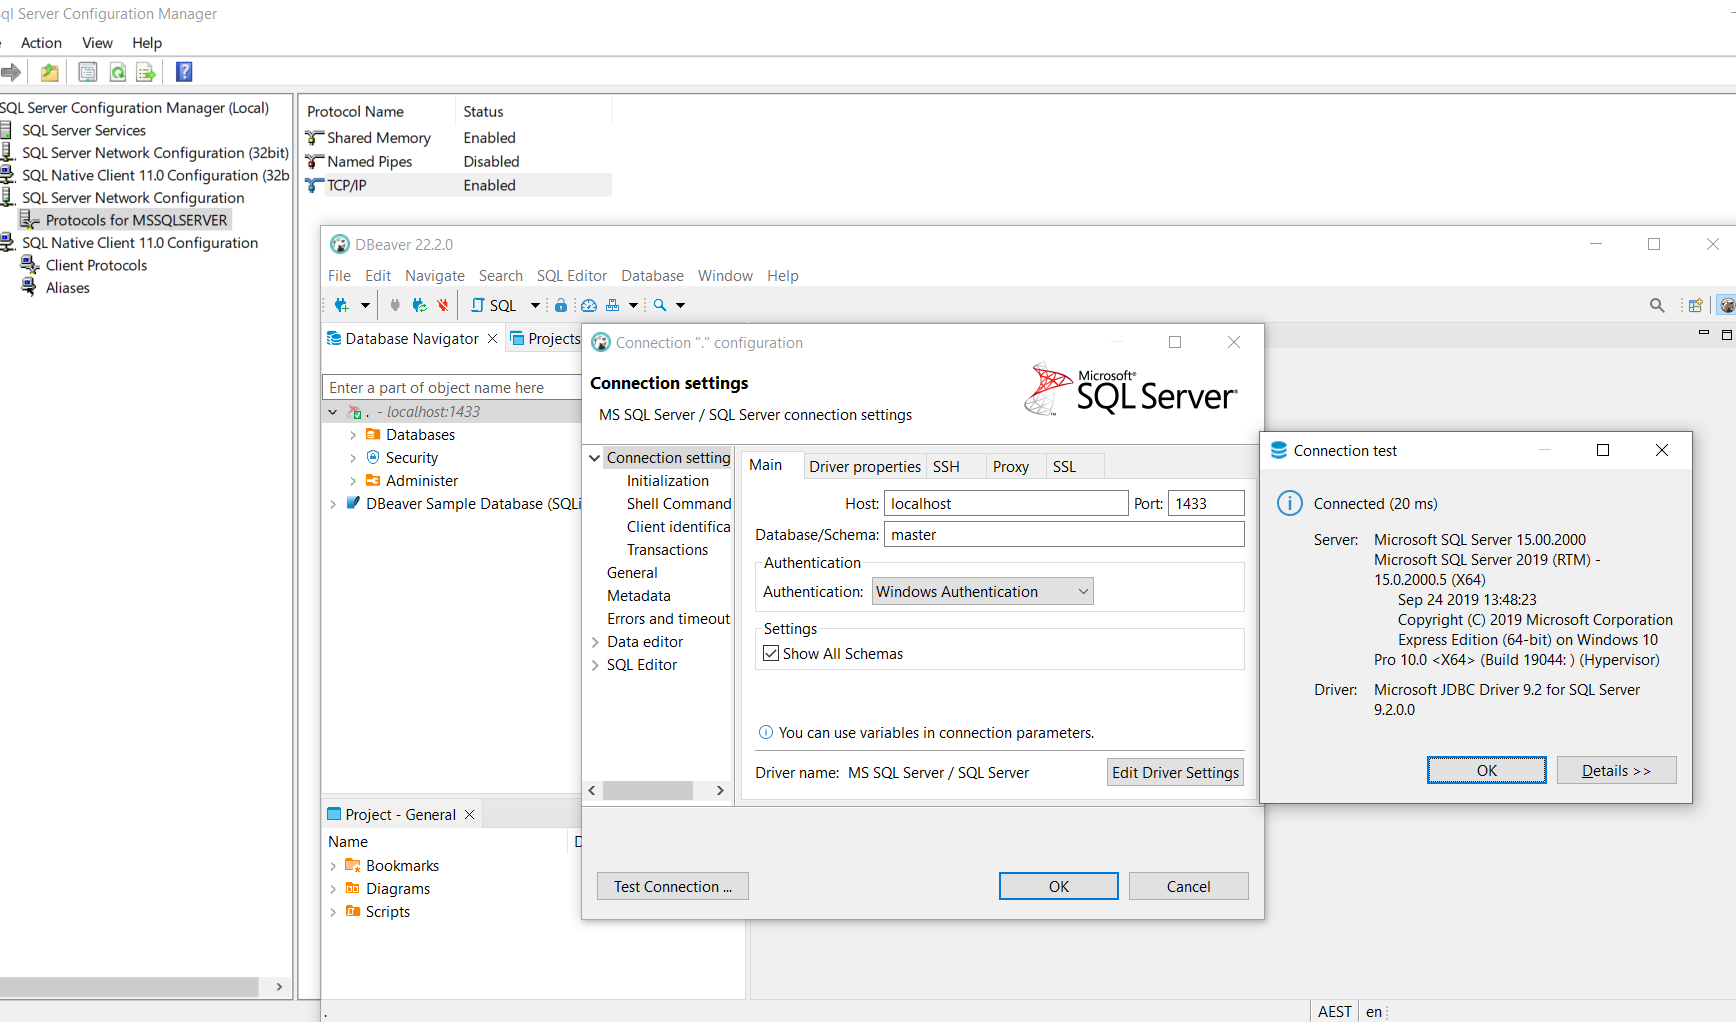 ql Server Configuration Manager
Action View Help
SQL Server Configuration Manager (Local)
SQL Server Services
SQL Server Network Configuration (32bit)
SQL Native Client 11.0 Configuration (32b
SQL Server Network Configuration
Protocols for MSSQLSERVER
SQL Native Client 11.0 Configuration
Client Protocols
Aliases
Protocol Name Status
Shared Memory Enabled
Named Pipes Disabled
TCP/IP Enabled
DBeaver 22.2.0
File Edit Navigate Search SQL Editor Database Window Help
SQL
Database Navigator Projects
Enter a part of object name here
. - localhost:1433
Databases
Security
Administer
DBeaver Sample Database (SQLi
Project - General
Name D
Bookmarks
Diagrams
Scripts
Connection "." configuration
Connection settings
MS SQL Server / SQL Server connection settings
Microsoft®
SQL Server
Connection setting
Initialization
Shell Command
Client identifica
Transactions
General
Metadata
Errors and timeout
Data editor
SQL Editor
Main Driver properties SSH Proxy SSL
Host: localhost Port: 1433
Database/Schema: master
Authentication
Authentication: Windows Authentication
Settings
Show All Schemas
You can use variables in connection parameters.
Driver name: MS SQL Server / SQL Server Edit Driver Settings
Test Connection ... OK Cancel
Connection test
Connected (20 ms)
Server: Microsoft SQL Server 15.00.2000
Microsoft SQL Server 2019 (RTM) -
15.0.2000.5 (X64)
Sep 24 2019 13:48:23
Copyright (C) 2019 Microsoft Corporation
Express Edition (64-bit) on Windows 10
Pro 10.0 <X64> (Build 19044: ) (Hypervisor)
Driver: Microsoft JDBC Driver 9.2 for SQL Server
9.2.0.0
OK Details >>
. AEST en